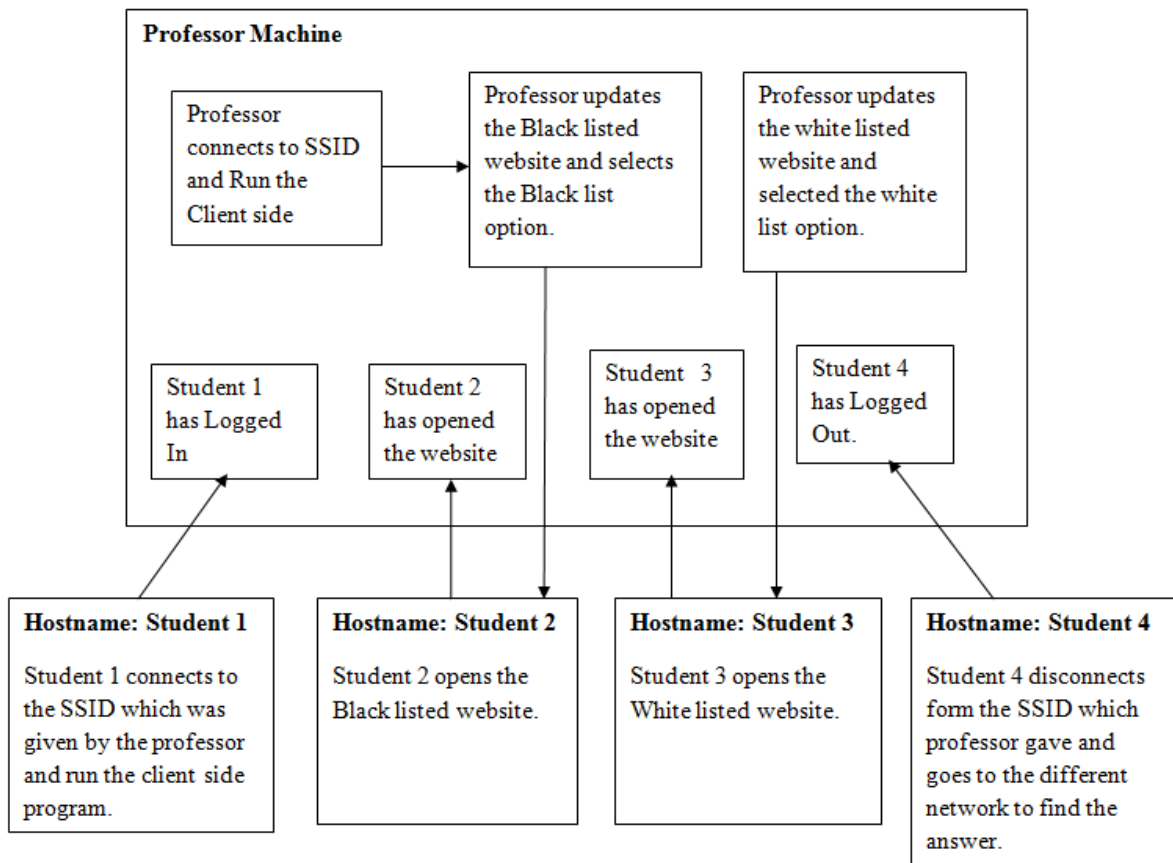 Professor Machine
Professor
connects to SSID
and Run the
Client side
Professor updates
the Black listed
website and selects
the Black list
option.
Professor updates
the white listed
website and
selected the white
list option.
Student 1
has Logged
In
Student 2
has opened
the website
Student 3
has opened
the website
Student 4
has Logged
Out.
Hostname: Student 1
Student 1 connects to
the SSID which was
given by the professor
and run the client side
program.
Hostname: Student 2
Student 2 opens the
Black listed website.
Hostname: Student 3
Student 3 opens the
White listed website.
Hostname: Student 4
Student 4 disconnects
form the SSID which
professor gave and
goes to the different
network to find the
answer.